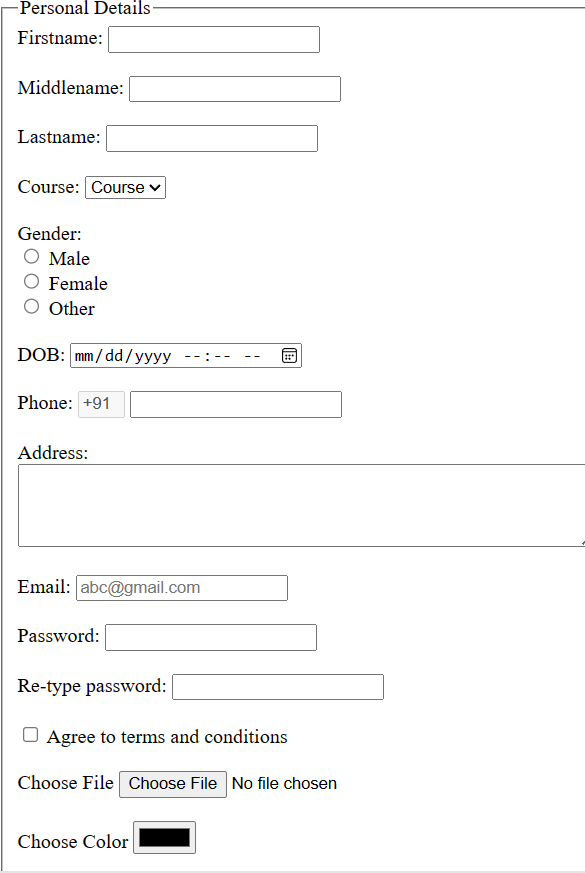 Personal Details
Firstname:
Middlename:
Lastname:
Course: Course
Gender:
Male
Female
Other
DOB: mm/dd/yyyy --:-- --
Phone: +91
Address:
Email: abc@gmail.com
Password:
Re-type password:
Agree to terms and conditions
Choose File Choose File No file chosen
Choose Color